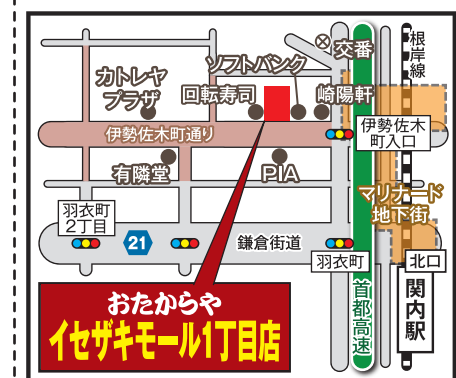 交番
根岸線
ソフトバンク
カトレヤ
プラザ
回転寿司
崎陽軒
伊勢佐木町通り
伊勢佐木
町入口
有隣堂
PIA
マリナード
地下街
羽衣町
2丁目
21
鎌倉街道
羽衣町
北口
首都高速
関内駅
おたからや
イセザキモール1丁目店